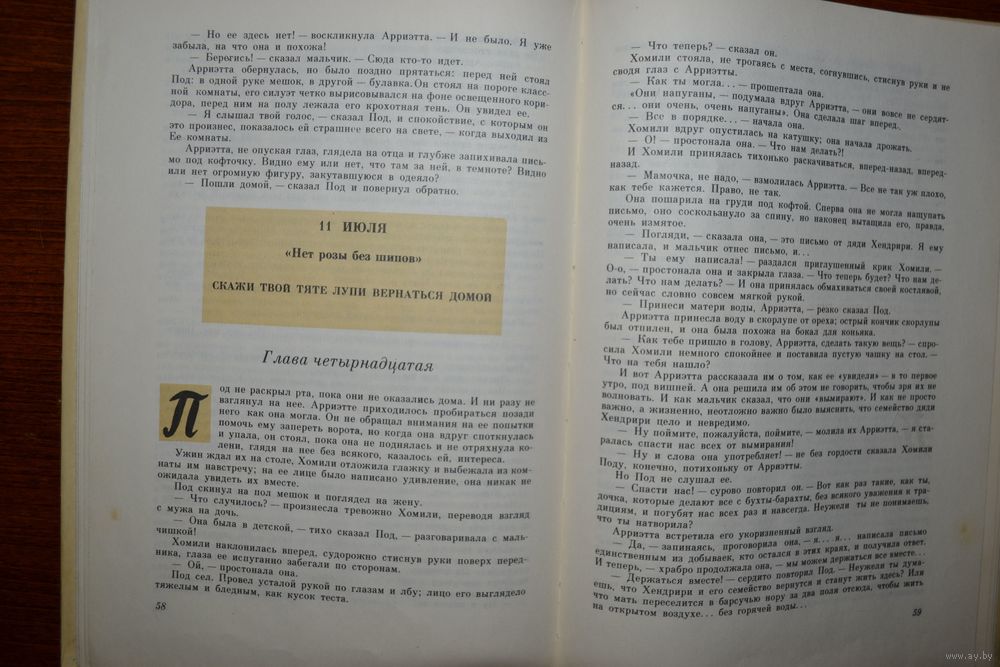 — Но ее здесь нет! — воскликнула Арриэтта. — И не было. Я уже
забыла, на что она и похожа!
— Берегись! — сказал мальчик. — Сюда кто-то идет.
Арриэтта обернулась, но было поздно прятаться: перед ней стоял
Под: в одной руке мешок, в другой — булавка. Он стоял на пороге класс-
ной комнаты, его силуэт четко вырисовывался на фоне освещенного кори-
дора, перед ним на полу лежала его крохотная тень. Он увидел ее.
— Я слышал твой голос, — сказал Под, и спокойствие, с которым он
это произнес, показалось ей страшнее всего на свете, — когда выходил из
Ее комнаты.
Арриэтта, не опуская глаз, глядела на отца и глубже запихивала пись-
мо под кофточку. Видно ему или нет, что там за ней, в темноте? Видно
или нет огромную фигуру, закутавшуюся в одеяло?
— Пошли домой, — сказал Под и повернул обратно.
11 ИЮЛЯ
«Нет розы без шипов»
СКАЖИ ТВОЙ ТЯТЕ ЛУПИ ВЕРНАТЬСЯ ДОМОЙ
Глава четырнадцатая
Под не раскрыл рта, пока они не оказались дома. И ни разу не
взглянул на нее. Арриэтте приходилось пробираться позади
него как она могла. Он не обращал внимания на ее попытки
помочь ему запереть ворота, но когда она вдруг споткнулась
и упала, он стоял, пока она не поднялась и не отряхнула ко-
лени, глядя на нее без всякого, казалось ей, интереса.
Ужин ждал их на столе, Хомили отложила глажку и выбежала из ком-
наты им навстречу; на ее лице было написано удивление, она никак не
ожидала увидеть их вместе.
Под скинул на пол мешок и поглядел на жену.
— Что случилось? — произнесла тревожно Хомили, переводя взгляд
с мужа на дочь.
— Она была в детской, — тихо сказал Под, — разговаривала с маль-
чишкой!
Хомили наклонилась вперед, судорожно стиснув руки поверх перед-
ника, глаза ее испуганно забегали по сторонам.
— Ой, — простонала она.
Под сел. Провел усталой рукой по глазам и лбу; лицо его выглядело
тяжелым и бледным, как кусок теста.
58
— Что теперь? — сказал он.
Хомили стояла, не трогаясь с места, согнувшись, стиснув руки и не
сводя глаз с Арриэтты.
— Как ты могла... — прошептала она.
«Они напуганы, — подумала вдруг Арриэтта, — они вовсе не сердят-
ся... они очень, очень напуганы». Она сделала шаг вперед.
— Все в порядке... — начала она.
Хомили вдруг опустилась на катушку; она начала дрожать.
— О! — простонала она. — Что нам делать?!
И Хомили принялась тихонько раскачиваться, вперед-назад, вперед-
назад.
— Мамочка, не надо, — взмолилась Арриэтта. — Все не так уж плохо,
как тебе кажется. Право, не так.
Она пошарила на груди под кофтой. Сперва она не могла нащупать
письмо, оно соскользнуло за спину, но наконец вытащила его, правда,
очень измятое.
— Погляди, — сказала она, — это письмо от дяди Хендрири. Я ему
написала, и мальчик отнес письмо, и...
— Ты ему написала! — раздался приглушенный крик Хомили. —
О-о, — простонала она и закрыла глаза. — Что теперь будет? Что нам де-
лать? Что нам делать? — И она принялась обмахиваться своей костлявой,
но сейчас словно совсем мягкой рукой.
— Принеси матери воды, Арриэтта, — резко сказал Под.
Арриэтта принесла воду в скорлупе от ореха; острый кончик скорлупы
был отпилен, и она была похожа на бокал для коньяка.
— Как тебе пришло в голову, Арриэтта, сделать такую вещь? — спро-
сила Хомили немного спокойнее и поставила пустую чашку на стол. —
Что на тебя нашло?
И вот Арриэтта рассказала им о том, как ее «увидели» — в то первое
утро, под вишней. А она решила им об этом не говорить, чтобы зря их не
волновать. И как мальчик сказал, что они «вымирают». И как не просто
важно, а жизненно, неотложно важно было выяснить, что семейство дяди
Хендрири цело и невредимо.
— Ну поймите, пожалуйста, поймите, — молила их Арриэтта, — я ста-
ралась спасти нас всех от вымирания!
— Ну и слова она употребляет! — не без гордости сказала Хомили
Поду, конечно, потихоньку от Арриэтты.
Но Под не слушал ее.
— Спасти нас! — сурово повторил он. — Вот как раз такие, как ты,
дочка, которые делают все с бухты-барахты, без всякого уважения к тра-
дициям, и погубят нас всех раз и навсегда. Неужели ты не понимаешь,
что ты натворила?
Арриэтта встретила его укоризненный взгляд.
— Да, — запинаясь, проговорила она, — я... я... написала письмо
единственным из добываек, кто остался в этих краях, и получила ответ.
И теперь, — храбро продолжала она, — мы можем держаться все вместе...
— Держаться вместе! — сердито повторил Под. — Неужели ты дума-
ешь, что Хендрири и его семейство вернутся и станут жить здесь? Или
что мать переселится в барсучью нору за два поля отсюда, чтобы жить
на открытом воздухе... без горячей воды...
59
www.ay.by